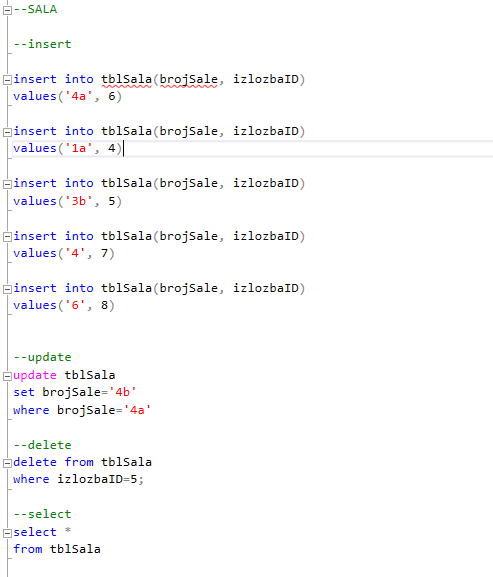 --SALA
--insert
insert into tblSala(brojSale, izlozbaID)
values('4a', 6)
insert into tblSala(brojSale, izlozbaID)
values('1a', 4)
insert into tblSala(brojSale, izlozbaID)
values('3b', 5)
insert into tblSala(brojSale, izlozbaID)
values('4', 7)
insert into tblSala(brojSale, izlozbaID)
values('6', 8)
--update
update tblSala
set brojSale='4b'
where brojSale='4a'
--delete
delete from tblSala
where izlozbaID=5;
--select
select *
from tblSala